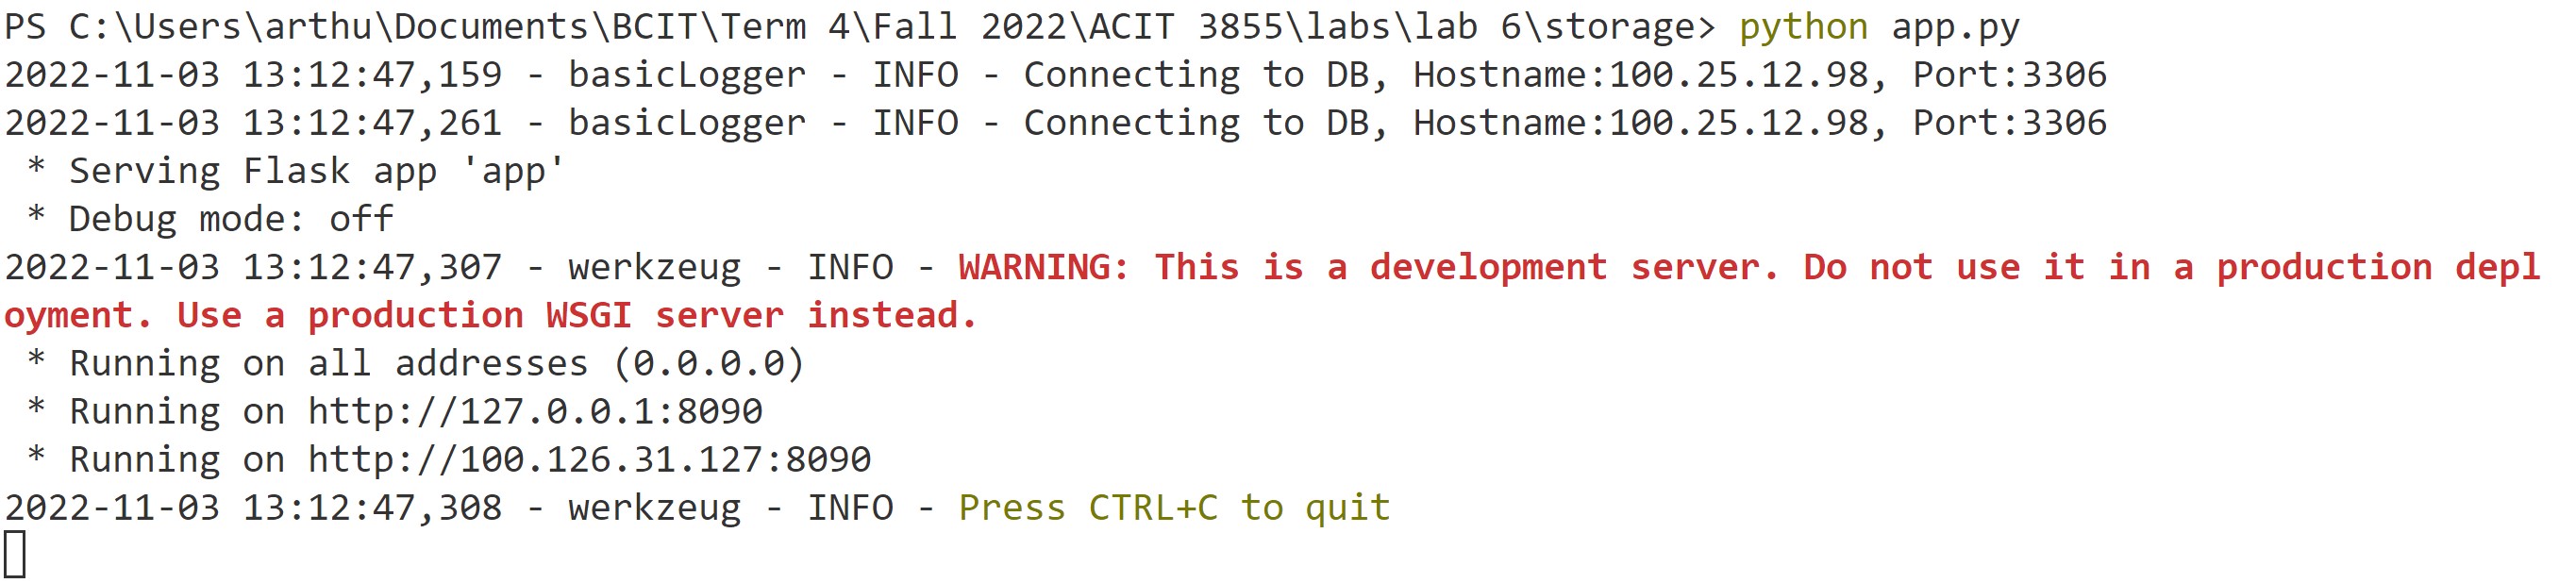 PS C:\Users\arthu\Documents\BCIT\Term 4\Fall 2022\ACIT 3855\labs\lab 6\storage> python app.py
2022-11-03 13:12:47,159 - basicLogger - INFO - Connecting to DB, Hostname:100.25.12.98, Port:3306
2022-11-03 13:12:47,261 - basicLogger - INFO - Connecting to DB, Hostname:100.25.12.98, Port:3306
 * Serving Flask app 'app'
 * Debug mode: off
2022-11-03 13:12:47,307 - werkzeug - INFO - WARNING: This is a development server. Do not use it in a production depl
oyment. Use a production WSGI server instead.
 * Running on all addresses (0.0.0.0)
 * Running on http://127.0.0.1:8090
 * Running on http://100.126.31.127:8090
2022-11-03 13:12:47,308 - werkzeug - INFO - Press CTRL+C to quit